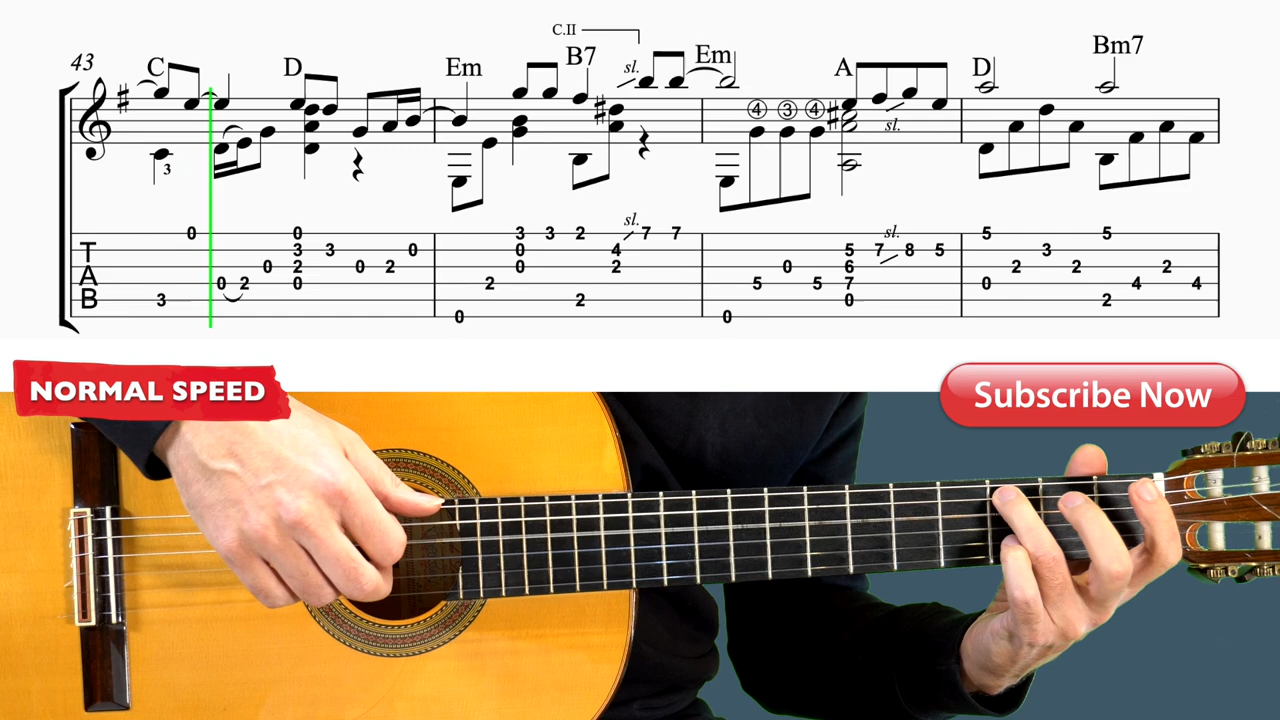 C.II
43 C D Em B7 sl. Em A D Bm7
④ ③ ④ sl.
3
sl. sl.
0 0 3 3 2 7 7 5 5
3 3 0 0 4 5 7 8 5 3
T
0 2 0 2 0 2 0 6 2 2 2
A
0 2 0 2 5 5 7 0 4 4
B
3 2 0 2
0 0
NORMAL SPEED
Subscribe Now